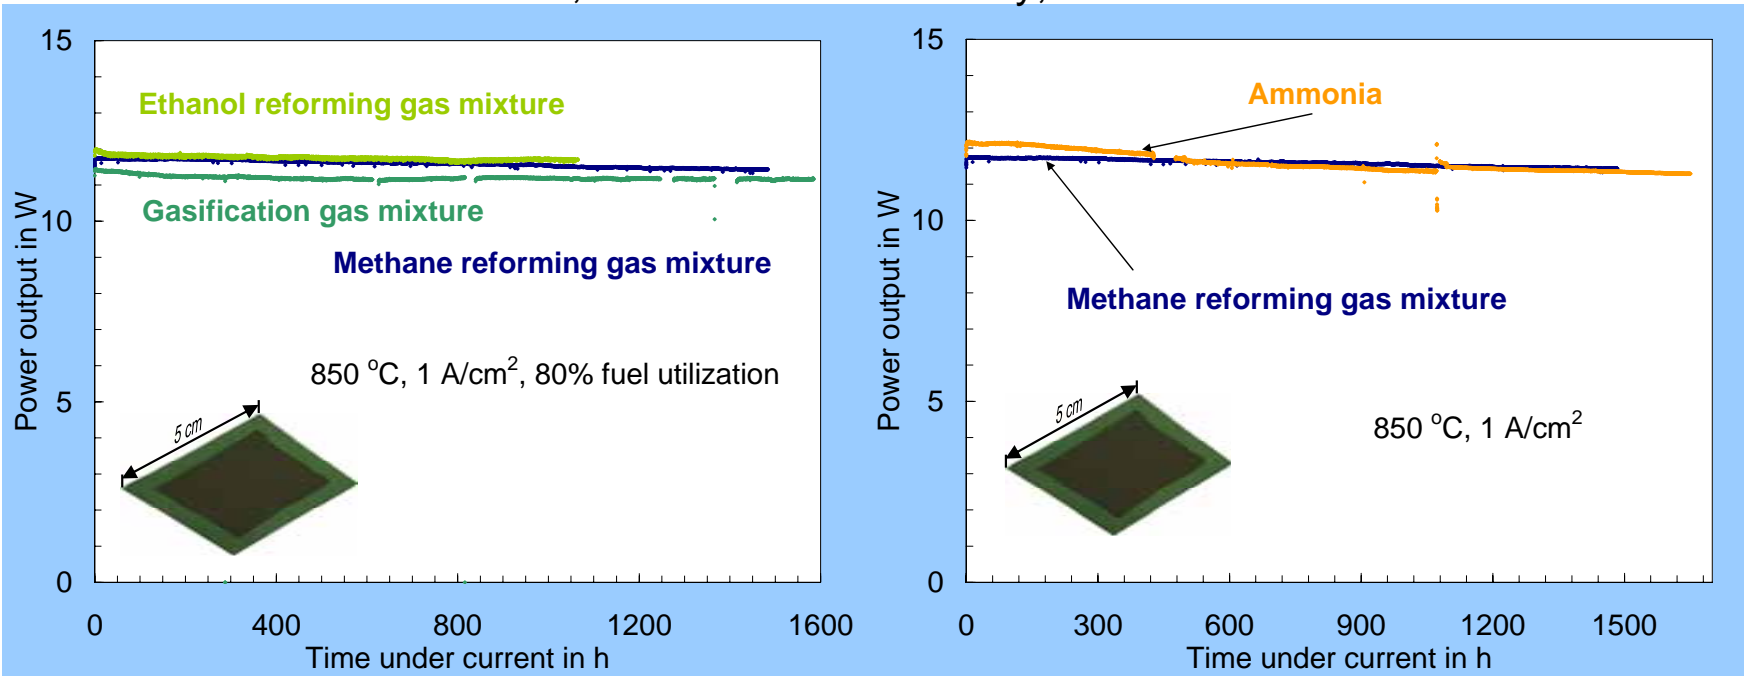 15
Ethanol reforming gas mixture
Gasification gas mixture
10
Methane reforming gas mixture
850 °C, 1 A/cm², 80% fuel utilization
5
5 cm
0
0 400 800 1200 1600
Time under current in h
Power output in W
15
Ammonia
10
Methane reforming gas mixture
850 °C, 1 A/cm²
5
5 cm
0
0 300 600 900 1200 1500
Time under current in h
Power output in W